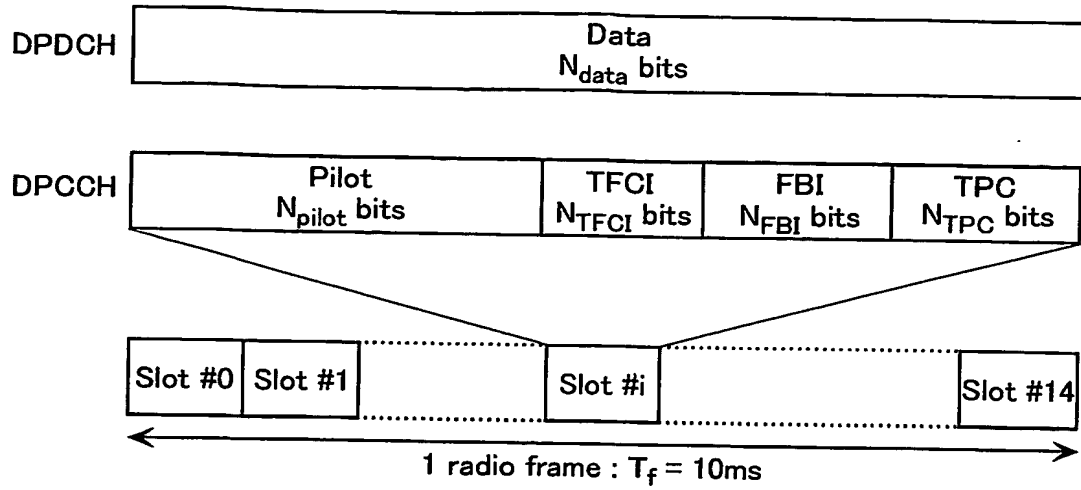 DPDCH
Data
N_data bits
DPCCH
Pilot
N_pilot bits
TFCI
N_TFCI bits
FBI
N_FBI bits
TPC
N_TPC bits
Slot #0
Slot #1
Slot #i
Slot #14
1 radio frame : T_f = 10ms